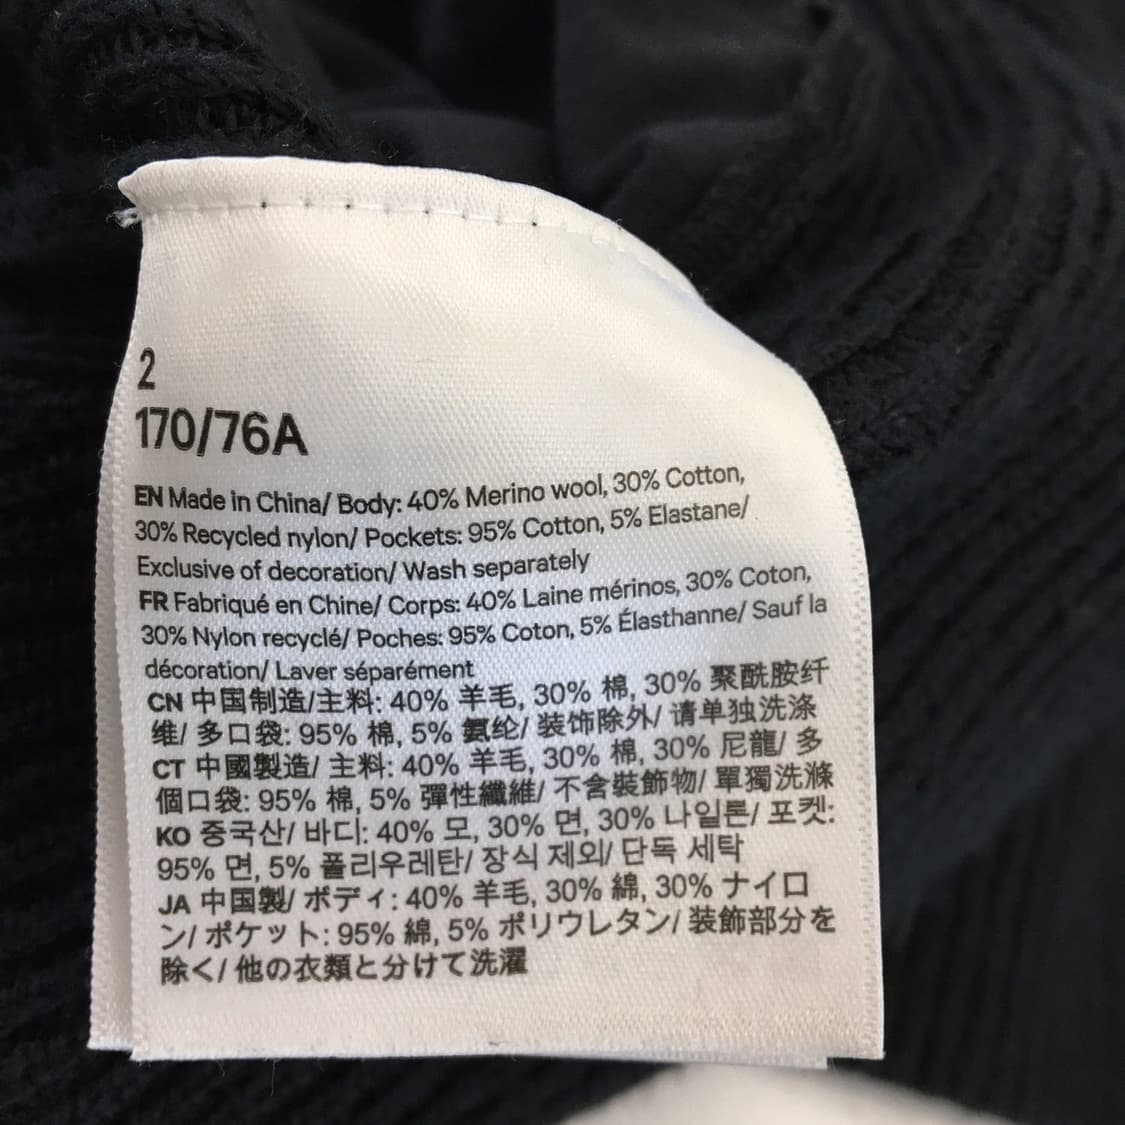 2
170/76A
EN Made in China/ Body: 40% Merino wool, 30% Cotton,
30% Recycled nylon/ Pockets: 95% Cotton, 5% Elastane/
Exclusive of decoration/ Wash separately
FR Fabriqué en Chine/ Corps: 40% Laine mérinos, 30% Coton,
30% Nylon recyclé/ Poches: 95% Coton, 5% Élasthanne/ Sauf la
décoration/ Laver séparément
CN 中国制造/主料: 40% 羊毛, 30% 棉, 30% 聚酰胺纤
维/ 多口袋: 95% 棉, 5% 氨纶/ 装饰除外/ 请单独洗涤
CT 中國製造/ 主料: 40% 羊毛, 30% 棉, 30% 尼龍/ 多
個口袋: 95% 棉, 5% 彈性纖維/ 不含裝飾物/ 單獨洗滌
KO 중국산/ 바디: 40% 모, 30% 면, 30% 나일론/ 포켓:
95% 면, 5% 폴리우레탄/ 장식 제외/ 단독 세탁
JA 中国製/ ボディ: 40% 羊毛, 30% 綿, 30% ナイロ
ン/ ポケット: 95% 綿, 5% ポリウレタン/ 装飾部分を
除く/ 他の衣類と分けて洗濯